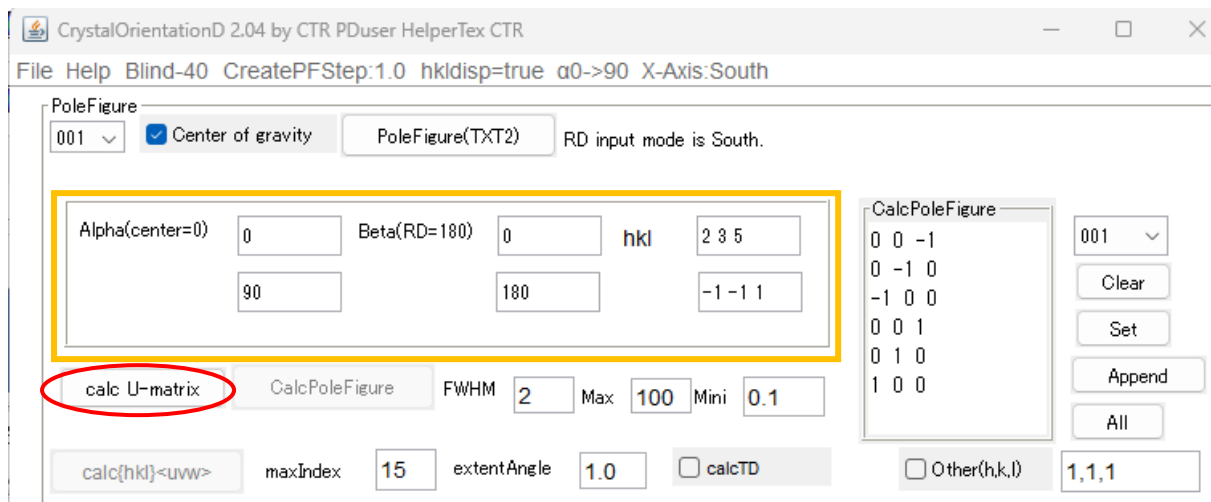 CrystalOrientationD 2.04 by CTR PDuser HelperTex CTR
File Help Blind-40 CreatePFStep:1.0 hkldisp=true α0->90 X-Axis:South
PoleFigure
001 Center of gravity PoleFigure(TXT2) RD input mode is South.
Alpha(center=0) 0 Beta(RD=180) 0 hkl 2 3 5
90 180 -1 -1 1
calc U-matrix CalcPoleFigure FWHM 2 Max 100 Mini 0.1
calc{hkl}<uvw> maxIndex 15 extentAngle 1.0 calcTD
CalcPoleFigure
0 0 -1
0 -1 0
-1 0 0
0 0 1
0 1 0
1 0 0
001
Clear
Set
Append
All
Other(h,k,l) 1,1,1